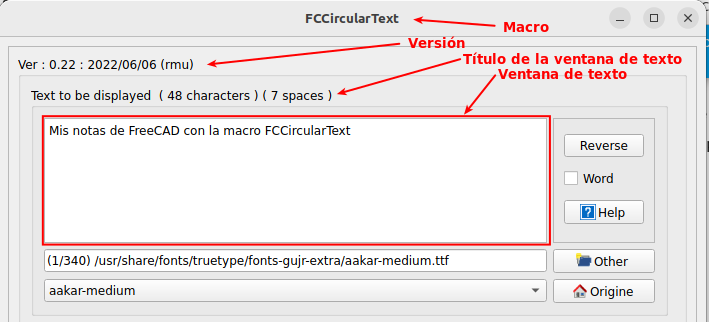 FCCircularText
Macro
Versión
Ver : 0.22 : 2022/06/06 (rmu)
Título de la ventana de texto
Ventana de texto
Text to be displayed ( 48 characters ) ( 7 spaces )
Mis notas de FreeCAD con la macro FCCircularText
Reverse
Word
Help
(1/340) /usr/share/fonts/truetype/fonts-gujr-extra/aakar-medium.ttf
Other
aakar-medium
Origine